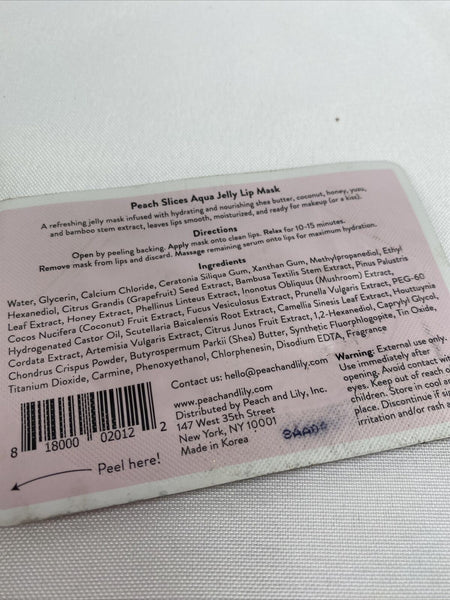 Peach Slices Aqua Jelly Lip Mask
A refreshing jelly mask infused with hydrating and nourishing shea butter, coconut, honey, yuzu,
and bamboo stem extract, leaves lips smooth, moisturized, and ready for makeup (or a kiss).
Directions
Open by peeling backing. Apply mask onto clean lips. Relax for 10-15 minutes.
Remove mask from lips and discard. Massage remaining serum onto lips for maximum hydration.
Ingredients
Water, Glycerin, Calcium Chloride, Ceratonia Siliqua Gum, Xanthan Gum, Methylpropanediol, Ethyl
Hexanediol, Citrus Grandis (Grapefruit) Seed Extract, Bambus Textilis Stem Extract, Pinus Palustris
Leaf Extract, Honey Extract, Phellinus Linteus Extract, Inonotus Obliquus (Mushroom) Extract,
Cocos Nucifera (Coconut) Fruit Extract, Fucus Vesiculosus Extract, Prunella Vulgaris Extract, PEG-60
Hydrogenated Castor Oil, Scutellaria Baicalensis Root Extract, Camellia Sinesis Leaf Extract, Houttuynia
Cordata Extract, Artemisia Vulgaris Extract, Citrus Junos Fruit Extract, 1,2-Hexanediol, Caprylyl Glycol,
Chondrus Crispus Powder, Butyrospermum Parkii (Shea) Butter, Synthetic Fluorphlogopite, Tin Oxide,
Titanium Dioxide, Carmine, Phenoxyethanol, Chlorphenesin, Disodium EDTA, Fragrance
Contact us: hello@peachandlily.com
www.peachandlily.com
Distributed by Peach and Lily, Inc.
147 West 35th Street
New York, NY 10001
Made in Korea
Warning: External use only.
Use immediately after
opening. Avoid contact with
eyes. Keep out of reach o
children. Store in cool a
place. Discontinue if si
irritation and/or rash a
8 18000 02012 2
Peel here!